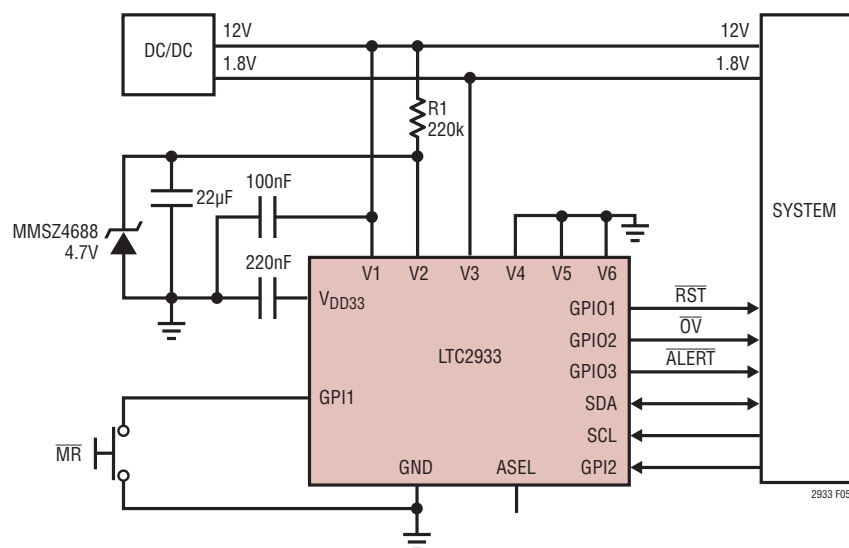 12V
12V
DC/DC
1.8V
1.8V
R1
220k
100nF
22µF
SYSTEM
MMSZ4688
4.7V
220nF
V1 V2 V3 V4 V5 V6
VDD33
GPIO1
RST
GPIO2
OV
LTC2933
GPIO3
ALERT
GPI1
SDA
SCL
MR
GND
ASEL
GPI2
2933 F05